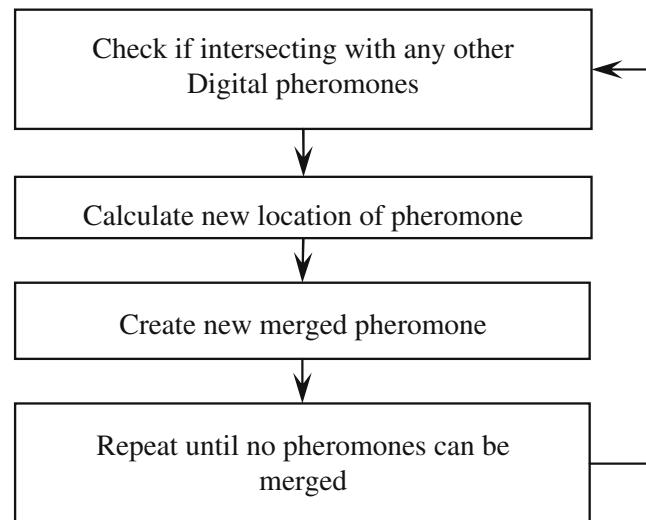 Check if intersecting with any other
Digital pheromones
Calculate new location of pheromone
Create new merged pheromone
Repeat until no pheromones can be
merged